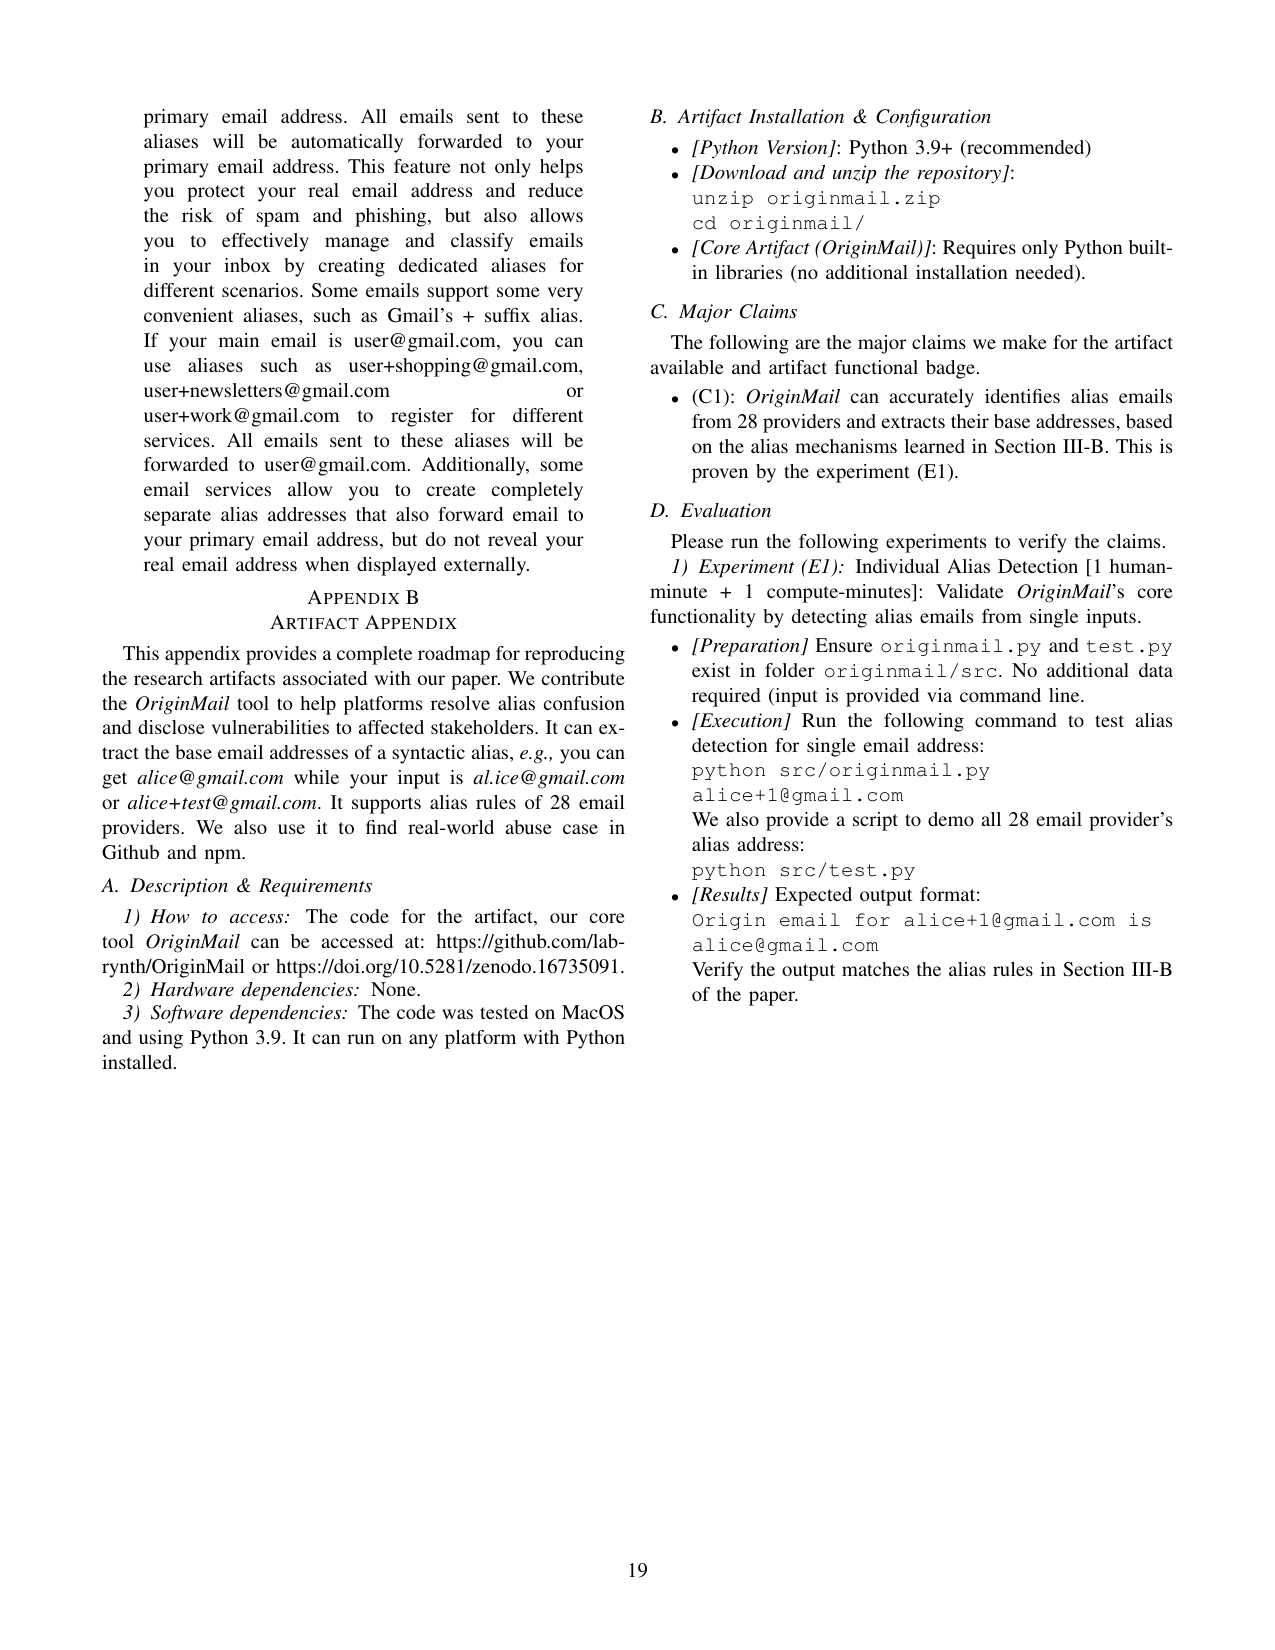 primary email address. All emails sent to these
aliases will be automatically forwarded to your
primary email address. This feature not only helps
you protect your real email address and reduce
the risk of spam and phishing, but also allows
you to effectively manage and classify emails
in your inbox by creating dedicated aliases for
different scenarios. Some emails support some very
convenient aliases, such as Gmail's + suffix alias.
If your main email is user@gmail.com, you can
use aliases such as user+shopping@gmail.com,
user+newsletters@gmail.com or
user+work@gmail.com to register for different
services. All emails sent to these aliases will be
forwarded to user@gmail.com. Additionally, some
email services allow you to create completely
separate alias addresses that also forward email to
your primary email address, but do not reveal your
real email address when displayed externally.
APPENDIX B
ARTIFACT APPENDIX
This appendix provides a complete roadmap for reproducing
the research artifacts associated with our paper. We contribute
the OriginMail tool to help platforms resolve alias confusion
and disclose vulnerabilities to affected stakeholders. It can ex-
tract the base email addresses of a syntactic alias, e.g., you can
get alice@gmail.com while your input is al.ice@gmail.com
or alice+test@gmail.com. It supports alias rules of 28 email
providers. We also use it to find real-world abuse case in
Github and npm.
A. Description & Requirements
1) How to access: The code for the artifact, our core
tool OriginMail can be accessed at: https://github.com/lab-
rynth/OriginMail or https://doi.org/10.5281/zenodo.16735091.
2) Hardware dependencies: None.
3) Software dependencies: The code was tested on MacOS
and using Python 3.9. It can run on any platform with Python
installed.
B. Artifact Installation & Configuration
• [Python Version]: Python 3.9+ (recommended)
• [Download and unzip the repository]:
unzip originmail.zip
cd originmail/
• [Core Artifact (OriginMail)]: Requires only Python built-
in libraries (no additional installation needed).
C. Major Claims
The following are the major claims we make for the artifact
available and artifact functional badge.
• (C1): OriginMail can accurately identifies alias emails
from 28 providers and extracts their base addresses, based
on the alias mechanisms learned in Section III-B. This is
proven by the experiment (E1).
D. Evaluation
Please run the following experiments to verify the claims.
1) Experiment (E1): Individual Alias Detection [1 human-
minute + 1 compute-minutes]: Validate OriginMail's core
functionality by detecting alias emails from single inputs.
• [Preparation] Ensure originmail.py and test.py
exist in folder originmail/src. No additional data
required (input is provided via command line.
• [Execution] Run the following command to test alias
detection for single email address:
python src/originmail.py
alice+1@gmail.com
We also provide a script to demo all 28 email provider's
alias address:
python src/test.py
• [Results] Expected output format:
Origin email for alice+1@gmail.com is
alice@gmail.com
Verify the output matches the alias rules in Section III-B
of the paper.
19